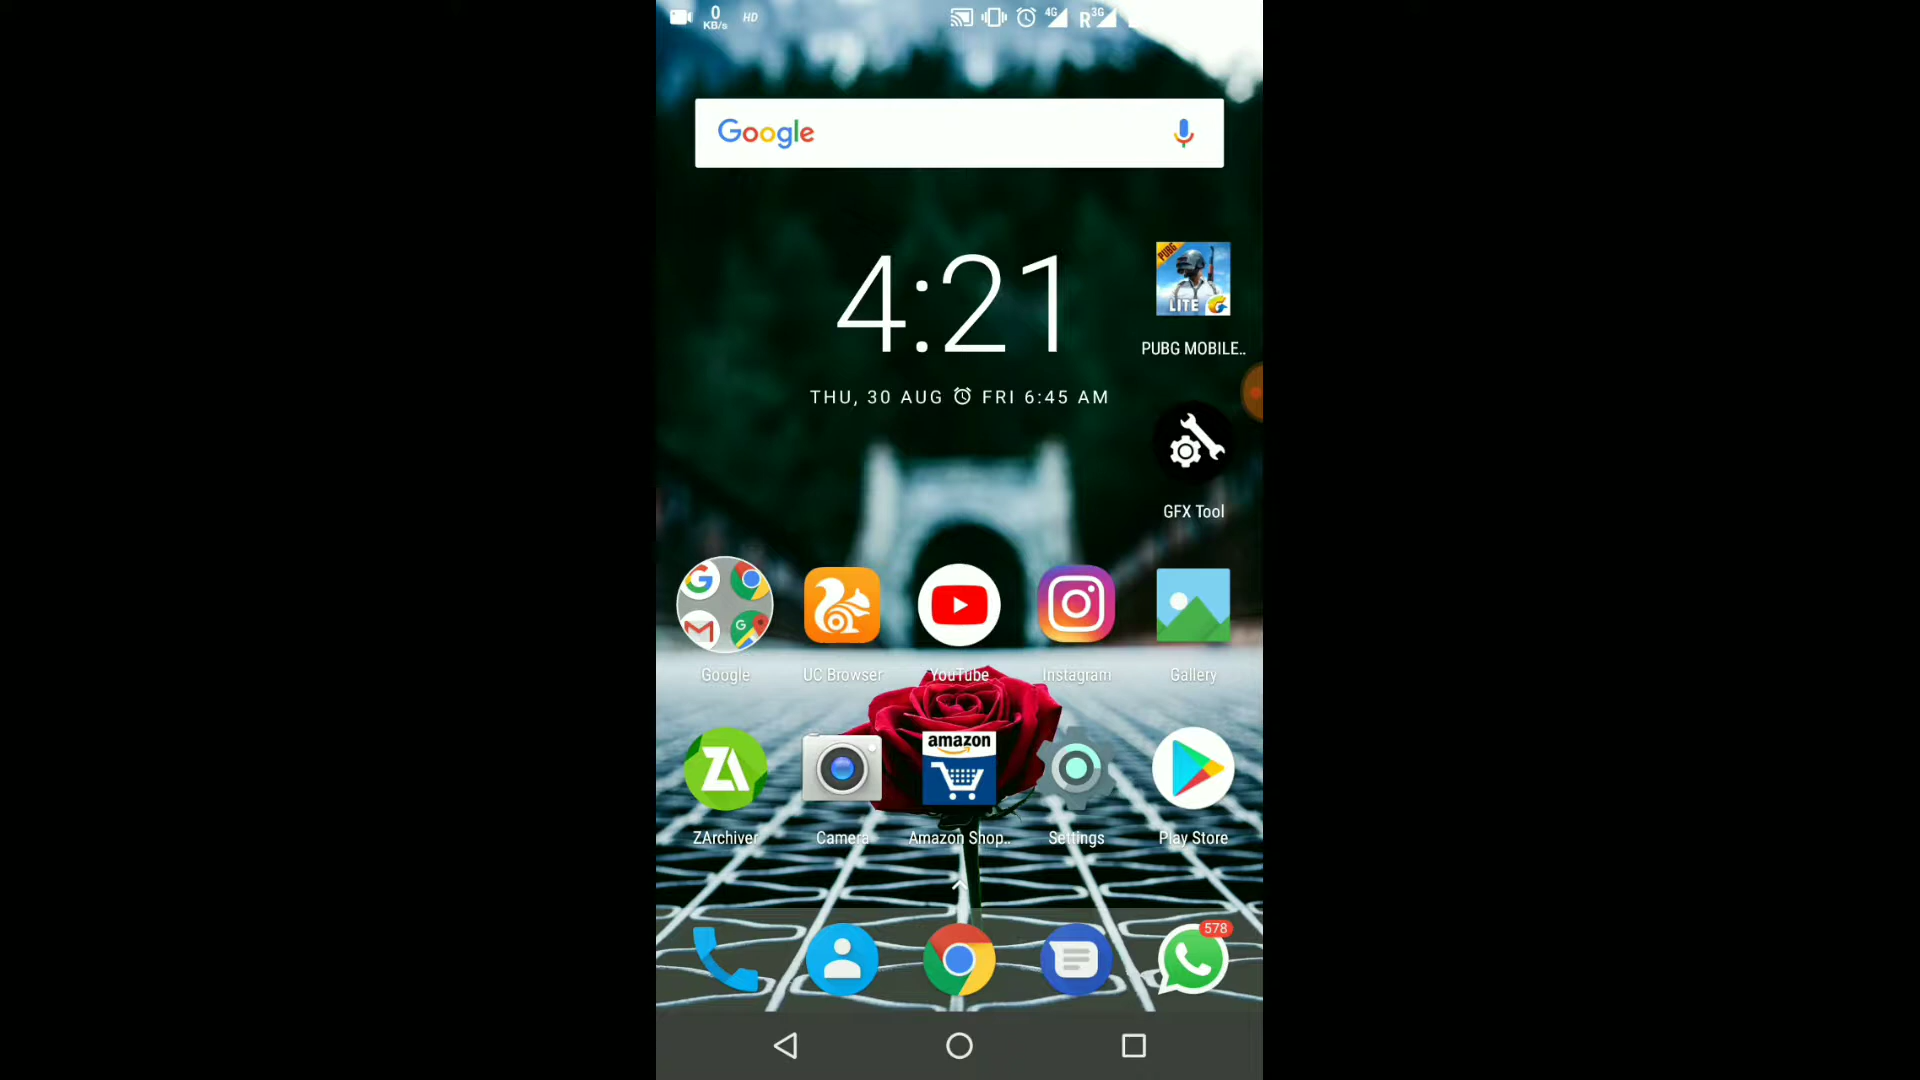 0
KB/s
HD
4G
R
3G
Google
4:21
THU, 30 AUG FRI 6:45 AM
PUBG
LITE
PUBG MOBILE..
GFX Tool
G
G
Google
UC Browser
YouTube
Instagram
Gallery
ZA
amazon
ZArchiver
Camera
Amazon Shop..
Settings
Play Store
578